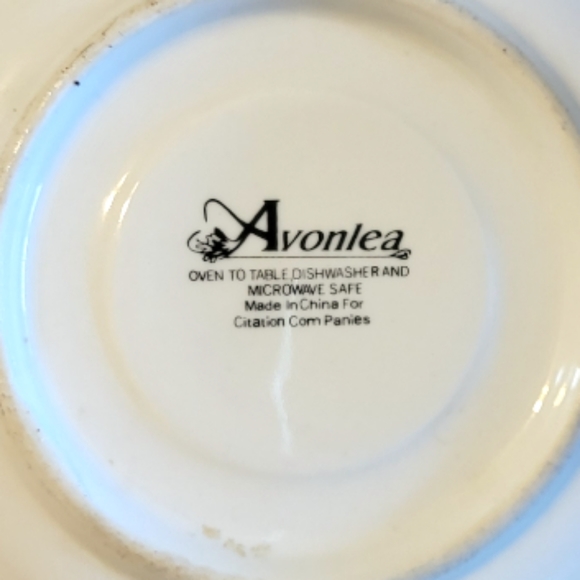 Avonlea
OVEN TO TABLE,DISHWASHER AND
MICROWAVE SAFE
Made In China For
Citation Com Panies